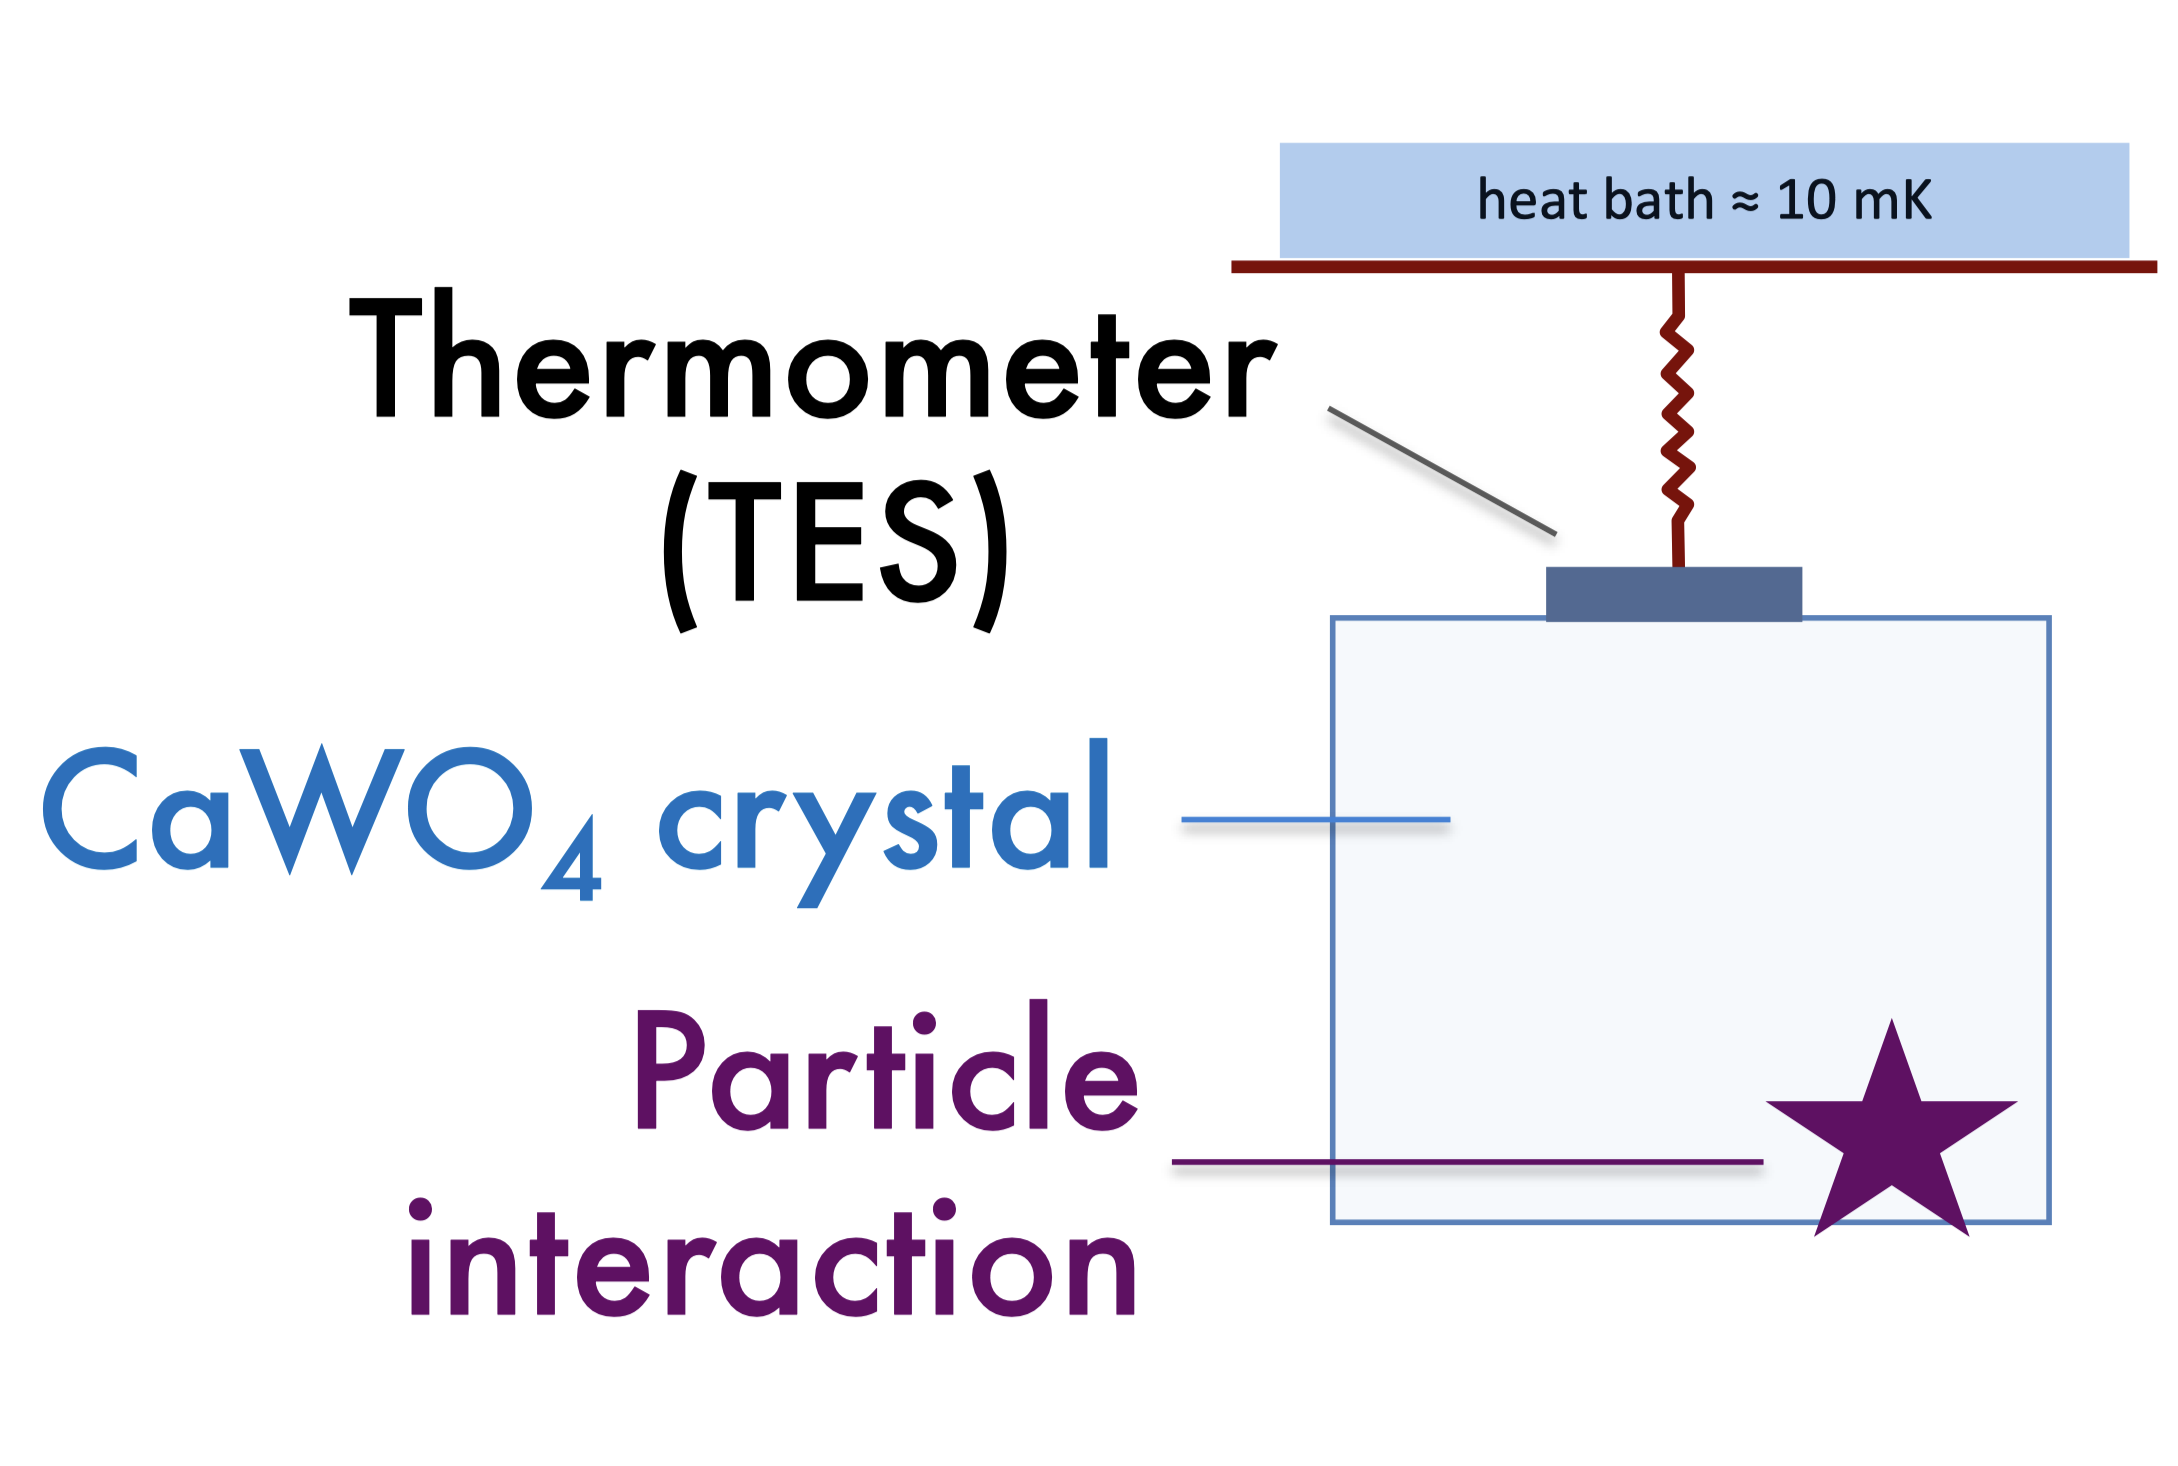 heat bath ≈ 10 mK
Thermometer
(TES)
CaWO₄ crystal
Particle
interaction